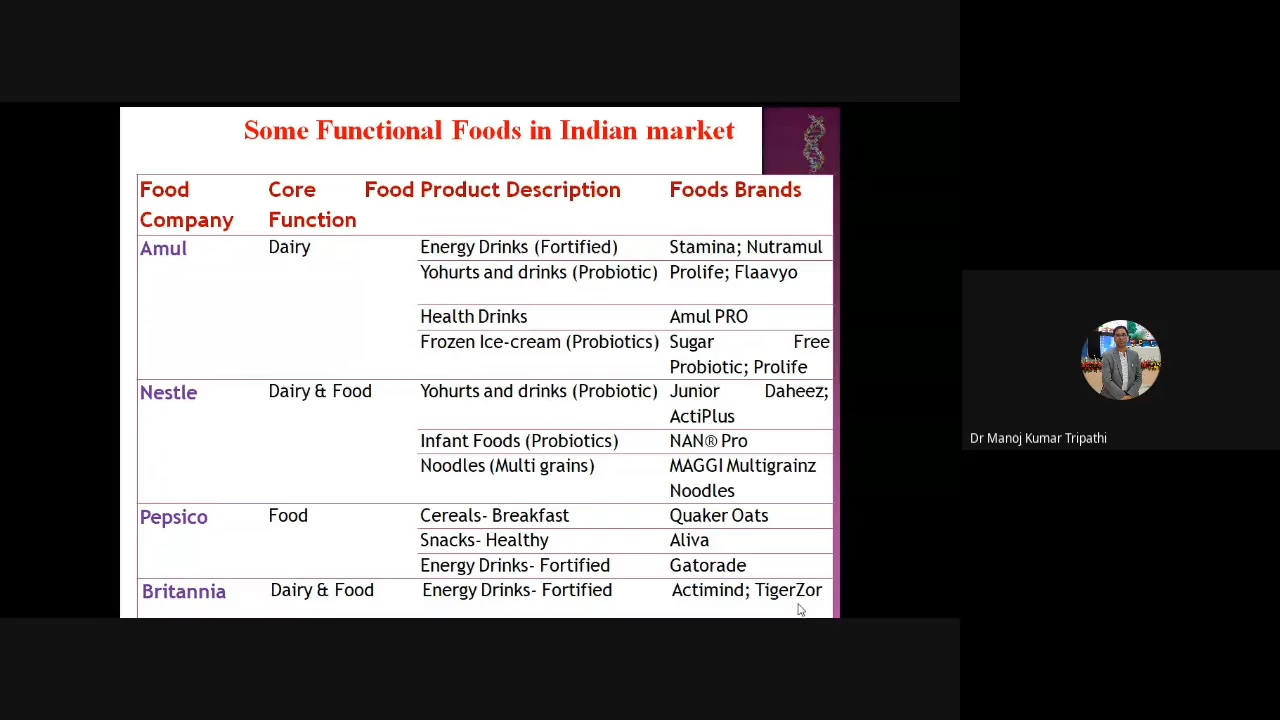 Some Functional Foods in Indian market
Food Core Food Product Description Foods Brands
Company Function
Amul Dairy Energy Drinks (Fortified) Stamina; Nutramul
Yohurts and drinks (Probiotic) Prolife; Flaavyo
Health Drinks Amul PRO
Frozen Ice-cream (Probiotics) Sugar Free
Probiotic; Prolife
Nestle Dairy & Food Yohurts and drinks (Probiotic) Junior Daheez;
ActiPlus
Infant Foods (Probiotics) NAN® Pro
Noodles (Multi grains) MAGGI Multigrainz
Noodles
Pepsico Food Cereals- Breakfast Quaker Oats
Snacks- Healthy Aliva
Energy Drinks- Fortified Gatorade
Britannia Dairy & Food Energy Drinks- Fortified Actimind; TigerZor
Dr Manoj Kumar Tripathi